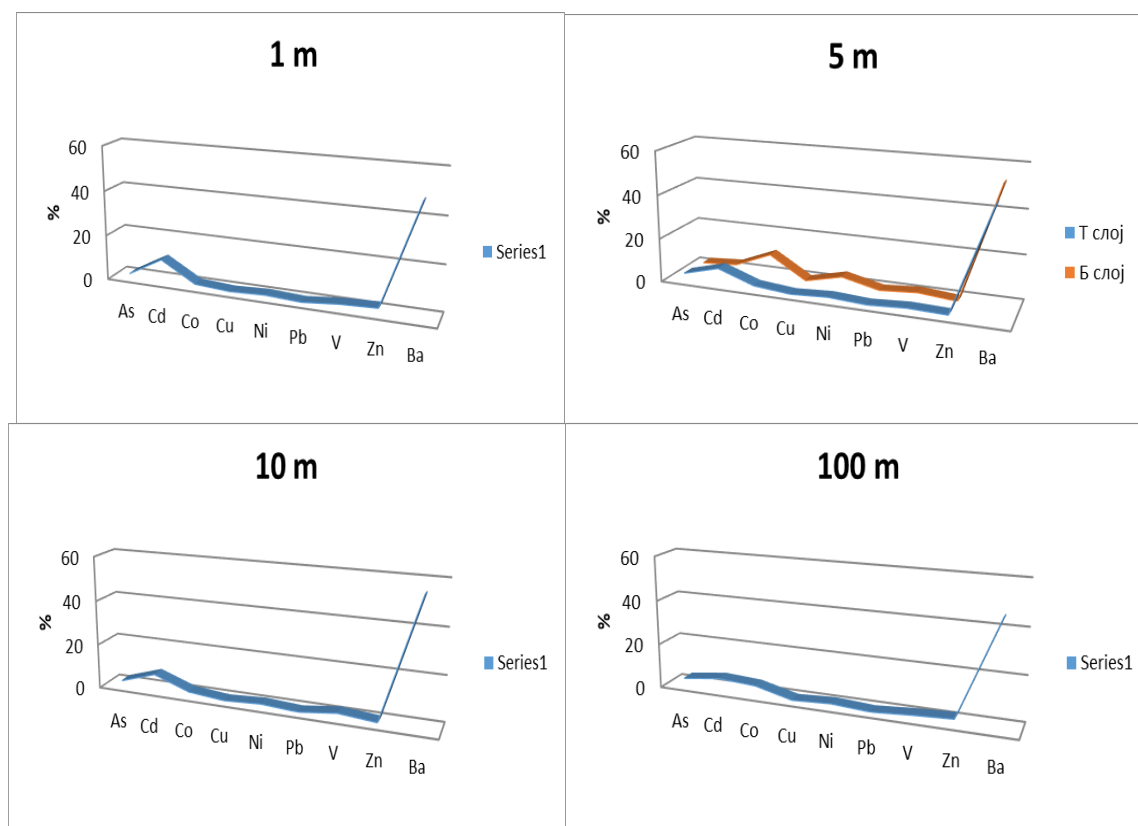 1 m
60
40
20
0
%
As Cd Co Cu Ni Pb V Zn Ba
Series1
5 m
60
40
20
0
%
As Cd Co Cu Ni Pb V Zn Ba
Т слој
Б слој
10 m
60
40
20
0
%
As Cd Co Cu Ni Pb V Zn Ba
Series1
100 m
60
40
20
0
%
As Cd Co Cu Ni Pb V Zn Ba
Series1